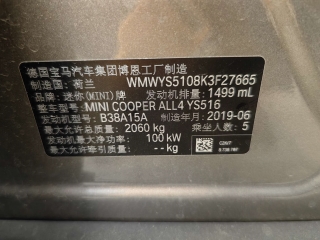 德国宝马汽车集团博恩工厂制造
制造国：荷兰 WMWYS5108K3F27665
品牌：迷你(MINI)牌 发动机排量：1499 mL
整车型号：MINI COOPER ALL4 YS516
发动机型号：B38A15A 制造年月：2019-06
最大允许总质量：2060 kg 乘坐人数：5
发动机最大净功率：100 kW
最大允许 ：-- kg